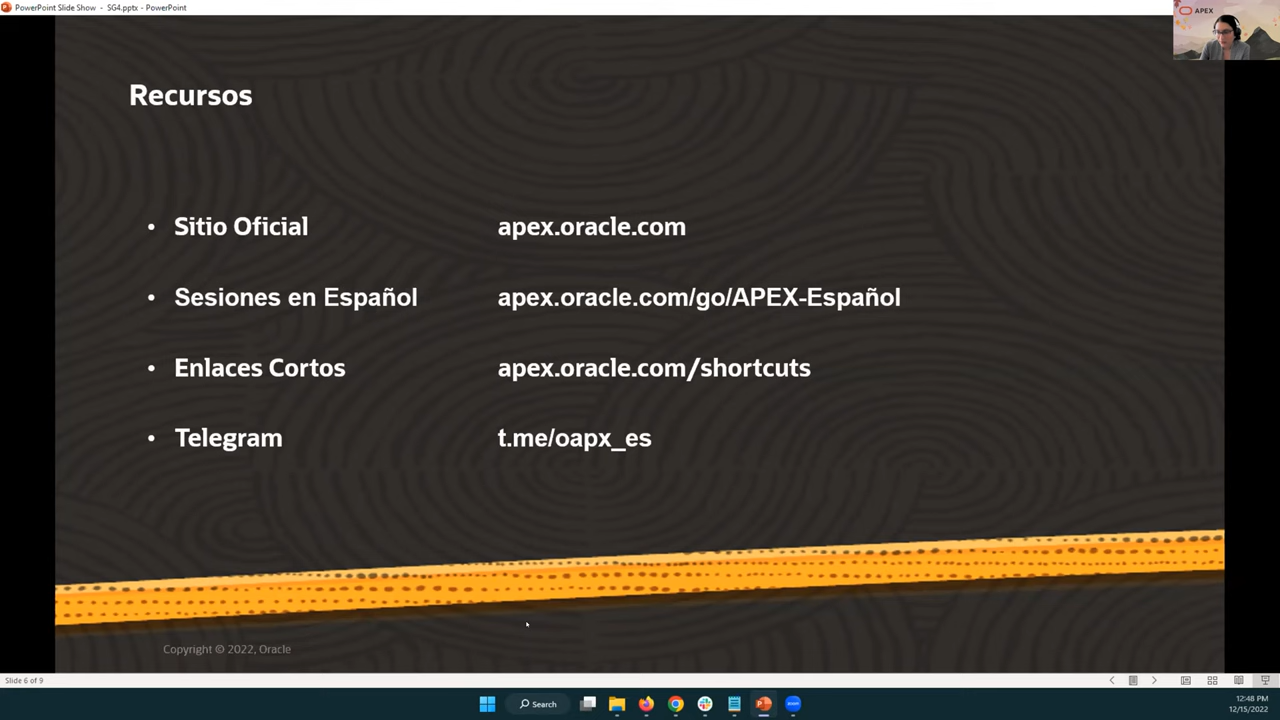 PowerPoint Slide Show - SG4.pptx - PowerPoint
APEX
Recursos
• Sitio Oficial apex.oracle.com
• Sesiones en Español apex.oracle.com/go/APEX-Español
• Enlaces Cortos apex.oracle.com/shortcuts
• Telegram t.me/oapx_es
Copyright © 2022, Oracle
Slide 6 of 9
Search
zoom
12:48 PM
12/15/2022